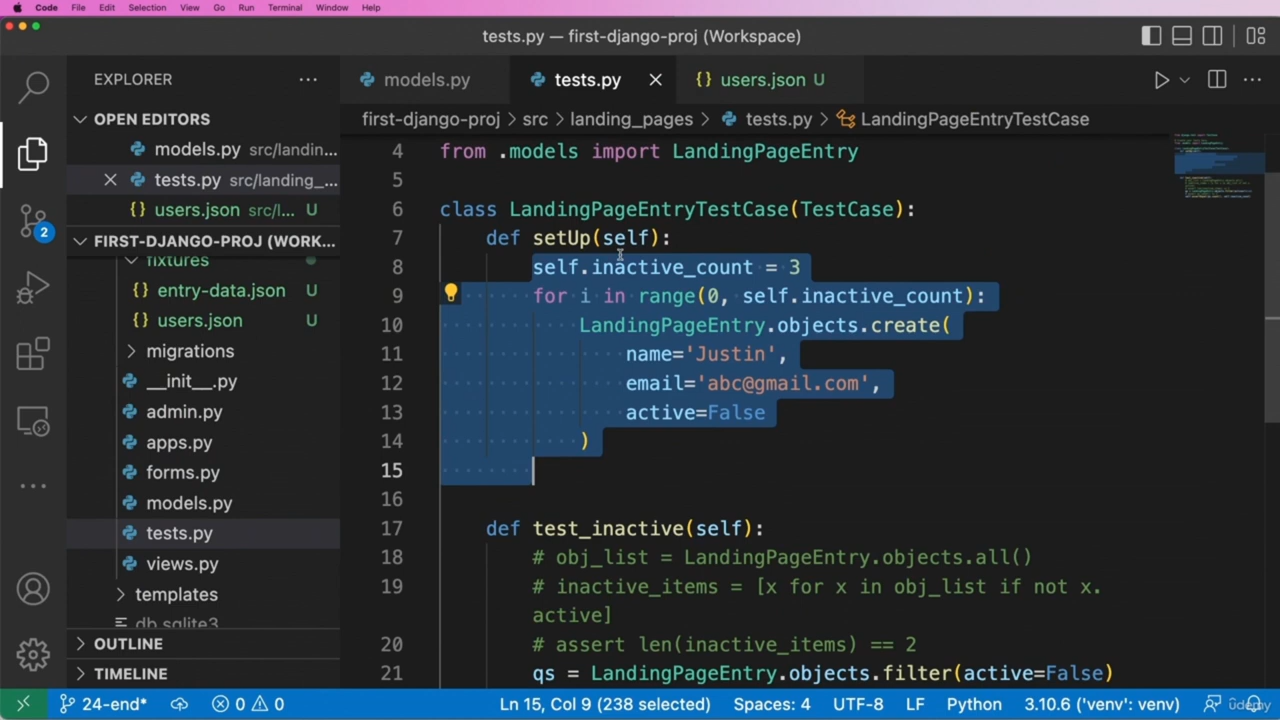 Code File Edit Selection View Go Run Terminal Window Help
tests.py — first-django-proj (Workspace)
EXPLORER
models.py
tests.py
{} users.json U
first-django-proj > src > landing_pages > tests.py > LandingPageEntryTestCase
OPEN EDITORS
models.py src/landin...
tests.py src/landing_...
{} users.json src/l... U
FIRST-DJANGO-PROJ (WORK...
fixtures
{} entry-data.json U
{} users.json U
migrations
__init__.py
admin.py
apps.py
forms.py
models.py
tests.py
views.py
templates
db.sqlite3
OUTLINE
TIMELINE
4 from .models import LandingPageEntry
5
6 class LandingPageEntryTestCase(TestCase):
7 def setUp(self):
8 self.inactive_count = 3
9 for i in range(0, self.inactive_count):
10 LandingPageEntry.objects.create(
11 name='Justin',
12 email='abc@gmail.com',
13 active=False
14 )
15
16
17 def test_inactive(self):
18 # obj_list = LandingPageEntry.objects.all()
19 # inactive_items = [x for x in obj_list if not x.
active]
20 # assert len(inactive_items) == 2
21 qs = LandingPageEntry.objects.filter(active=False)
2
24-end* 0 0 Ln 15, Col 9 (238 selected) Spaces: 4 UTF-8 LF Python 3.10.6 ('venv': venv)
udemy